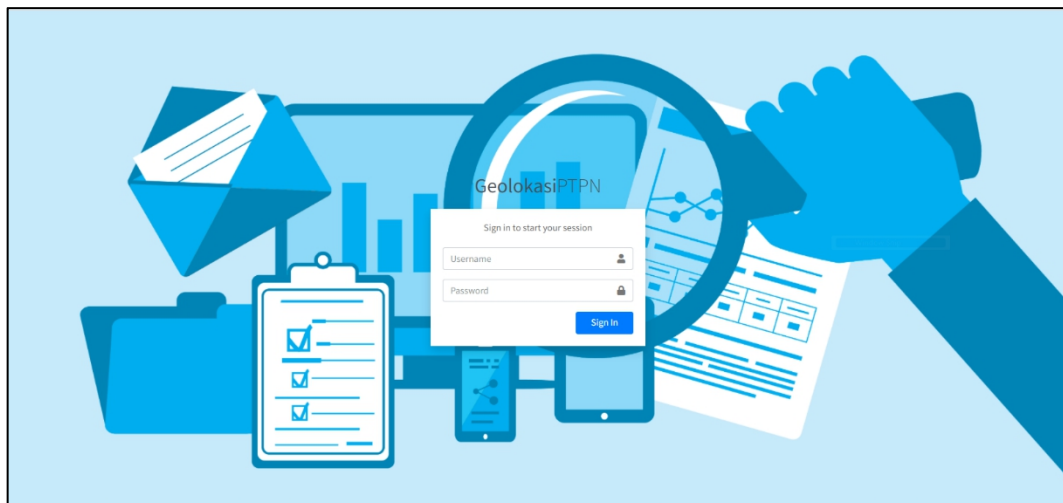 GeolokasiPTPN
Sign in to start your session
Username
Password
Sign In